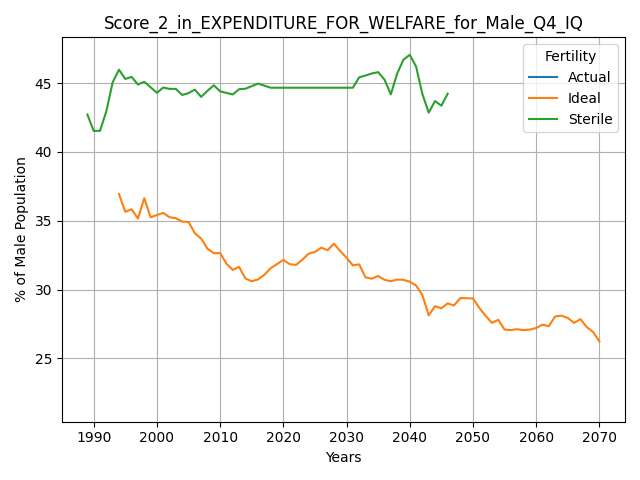 Score_2_in_EXPENDITURE_FOR_WELFARE_for_Male_Q4_IQ
Fertility
Actual
Ideal
Sterile
% of Male Population
45
40
35
30
25
1990 2000 2010 2020 2030 2040 2050 2060 2070
Years